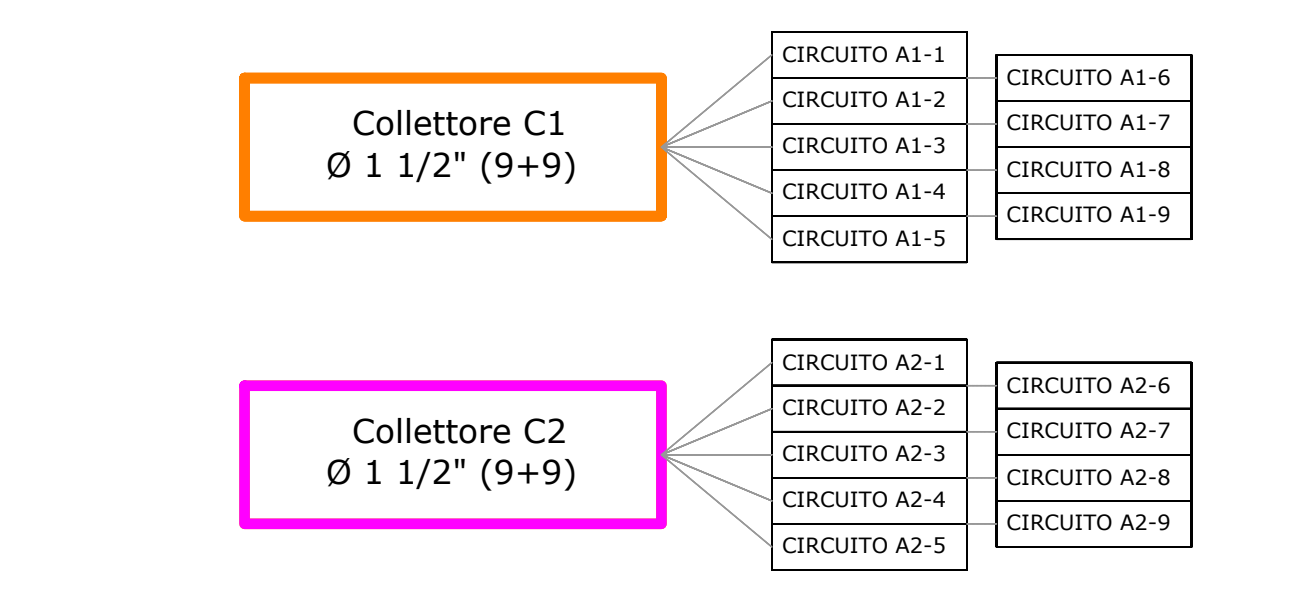 Collettore C1
Ø 1 1/2" (9+9)
CIRCUITO A1-1
CIRCUITO A1-2
CIRCUITO A1-3
CIRCUITO A1-4
CIRCUITO A1-5
CIRCUITO A1-6
CIRCUITO A1-7
CIRCUITO A1-8
CIRCUITO A1-9
Collettore C2
Ø 1 1/2" (9+9)
CIRCUITO A2-1
CIRCUITO A2-2
CIRCUITO A2-3
CIRCUITO A2-4
CIRCUITO A2-5
CIRCUITO A2-6
CIRCUITO A2-7
CIRCUITO A2-8
CIRCUITO A2-9